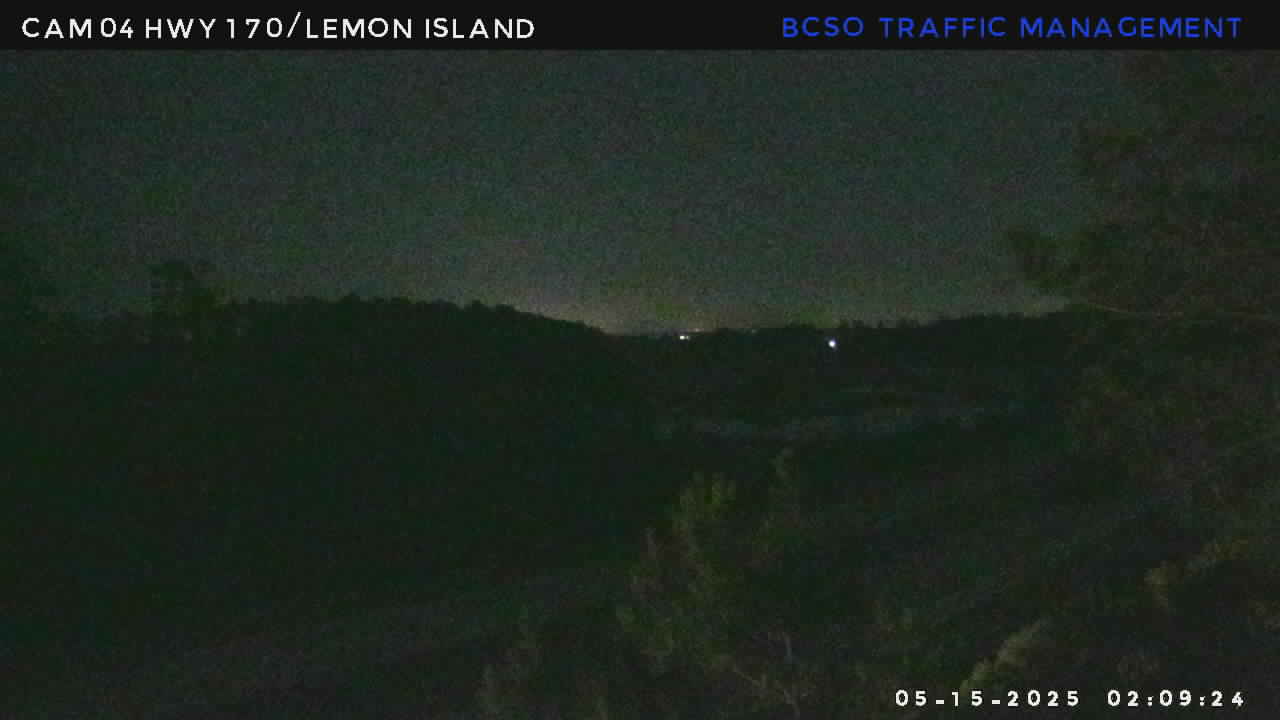 CAM04 HWY 170/LEMON ISLAND
BCSO TRAFFIC MANAGEMENT
05-15-2025 02:09:24